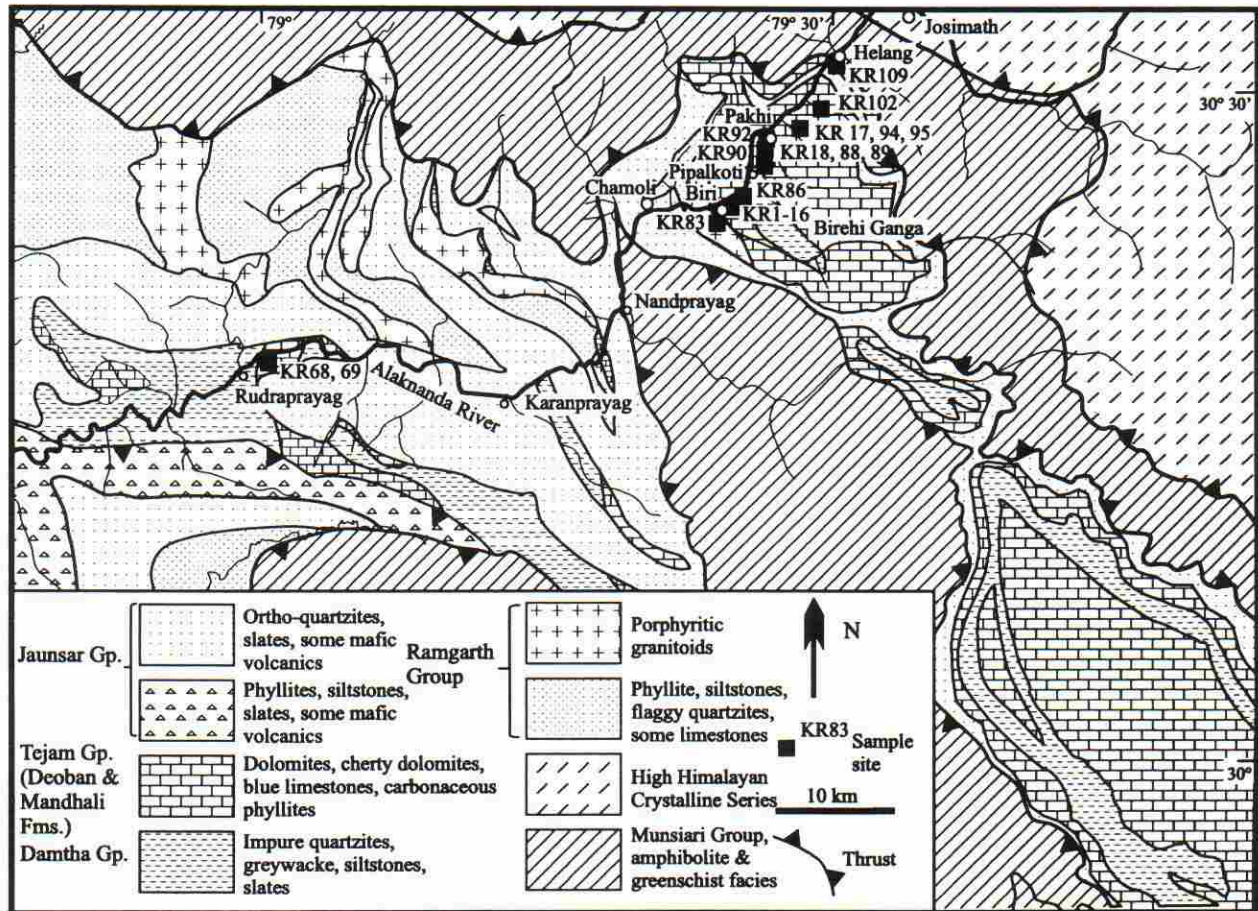 79°
79° 30'
Josimath
Helang
KR109
30° 30'
KR102
Pakhi
KR92
KR 17, 94, 95
KR90
KR18, 88, 89
Pipalkoti
Chamoli
Biri
KR86
KR83
KR1-16
Birehi Ganga
Nandprayag
KR68, 69
Rudraprayag
Alaknanda River
Karanprayag
Jaunsar Gp.
Ortho-quartzites,
slates, some mafic
volcanics
Phyllites, siltstones,
slates, some mafic
volcanics
Tejam Gp.
(Deoban &
Mandhali
Fms.)
Dolomites, cherty dolomites,
blue limestones, carbonaceous
phyllites
Damtha Gp.
Impure quartzites,
greywacke, siltstones,
slates
Ramgarth
Group
Porphyritic
granitoids
Phyllite, siltstones,
flaggy quartzites,
some limestones
High Himalayan
Crystalline Series
Munsiari Group,
amphibolite &
greenschist facies
N
KR83 Sample
site
10 km
Thrust
30°